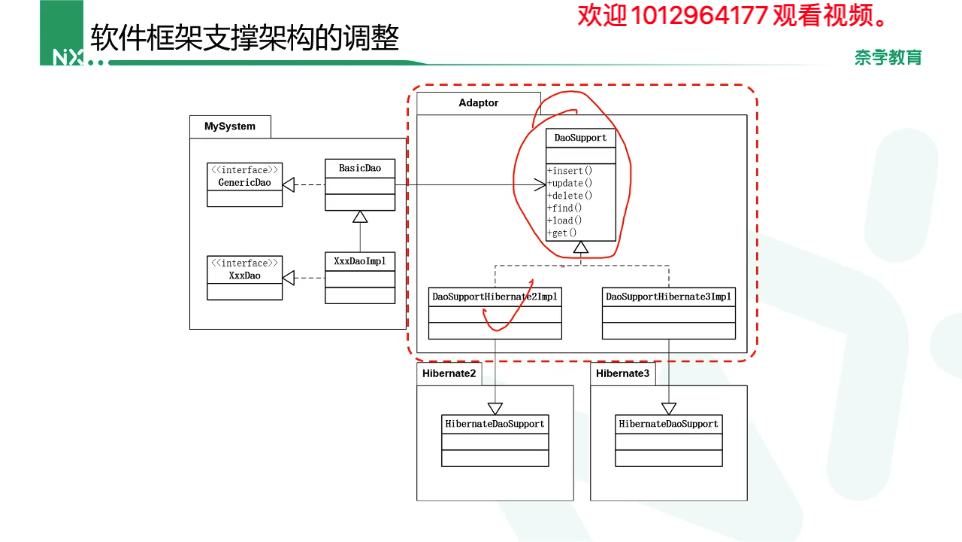 欢迎1012964177观看视频。
NX
软件框架支撑架构的调整
奈学教育
Adaptor
MySystem
DaoSupport
+insert()
+update()
+delete()
+find()
+load()
+get()
<<interface>>
GenericDao
BasicDao
<<interface>>
XxxDao
XxxDaoImpl
DaoSupportHibernate2Impl
DaoSupportHibernate3Impl
Hibernate2
Hibernate3
HibernateDaoSupport
HibernateDaoSupport